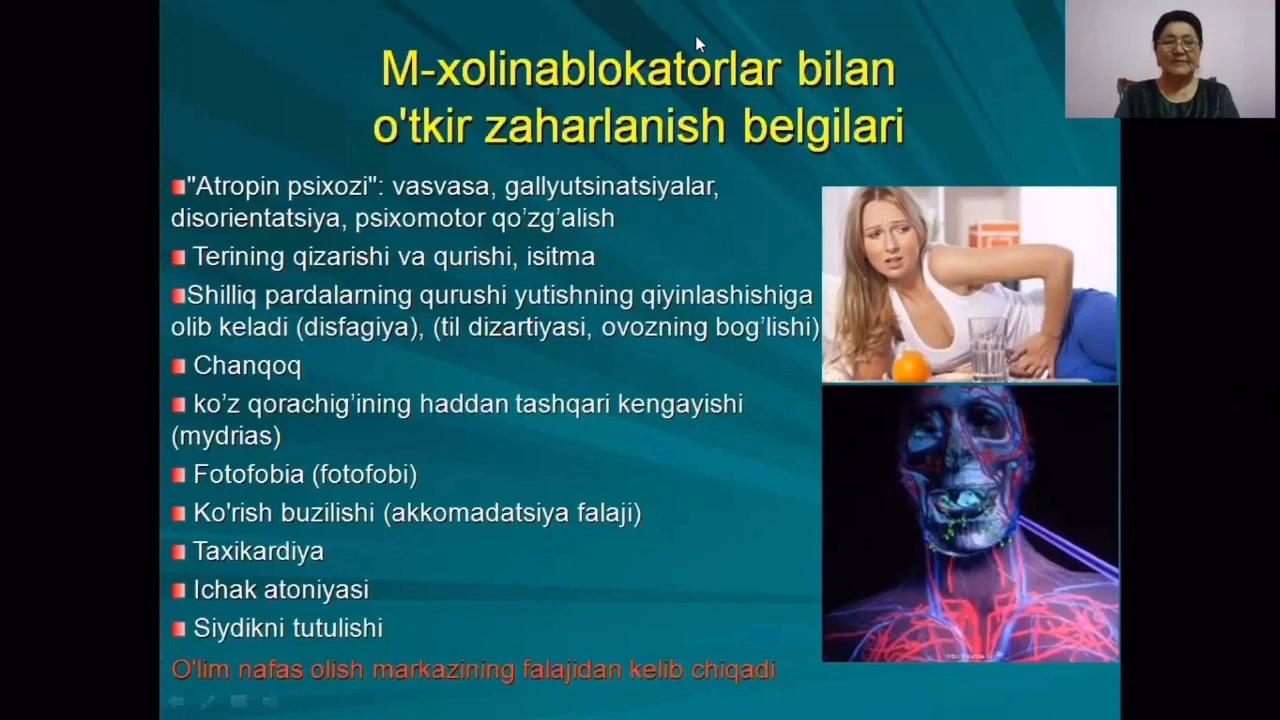 M-xolinablokatorlar bilan
o'tkir zaharlanish belgilari
"Atropin psixozi": vasvasa, gallyutsinatsiyalar,
disorientatsiya, psixomotor qo’zg’alish
Terining qizarishi va qurishi, isitma
Shilliq pardalarning qurushi yutishning qiyinlashishiga
olib keladi (disfagiya), (til dizartiyasi, ovozning bog’lishi)
Chanqoq
ko’z qorachig’ining haddan tashqari kengayishi
(mydrias)
Fotofobia (fotofobi)
Ko'rish buzilishi (akkomadatsiya falaji)
Taxikardiya
Ichak atoniyasi
Siydikni tutulishi
O'lim nafas olish markazining falajidan kelib chiqadi